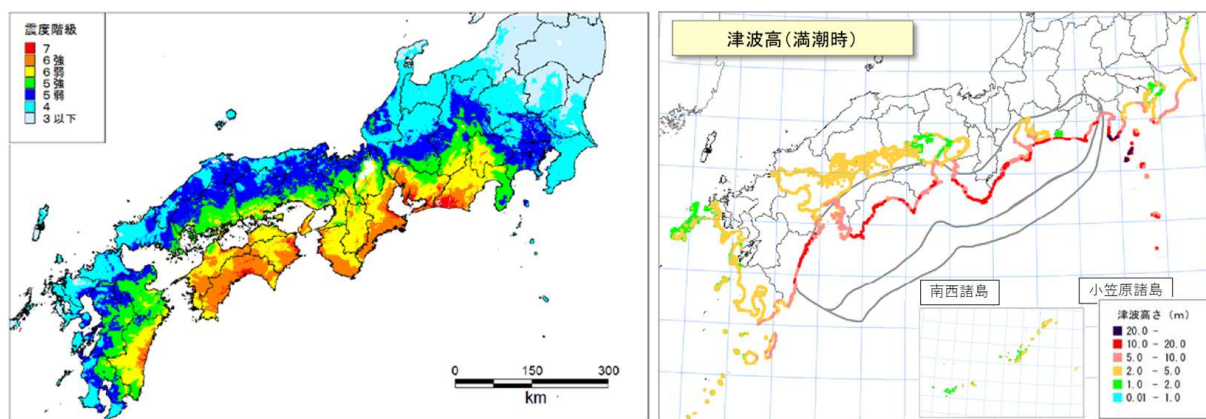 震度階級
7
6強
6弱
5強
5弱
4
3以下
0 150 300
km
津波高(満潮時)
南西諸島
小笠原諸島
津波高さ (m)
20.0 -
10.0 - 20.0
5.0 - 10.0
2.0 - 5.0
1.0 - 2.0
0.01 - 1.0